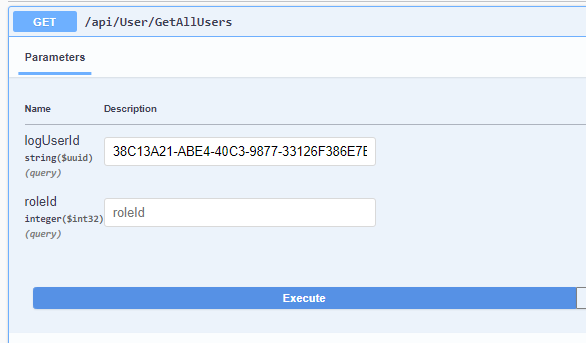 GET /api/User/GetAllUsers
Parameters
Name Description
logUserId
string($uuid)
(query)
38C13A21-ABE4-40C3-9877-33126F386E7E
roleId
integer($int32)
(query)
roleId
Execute